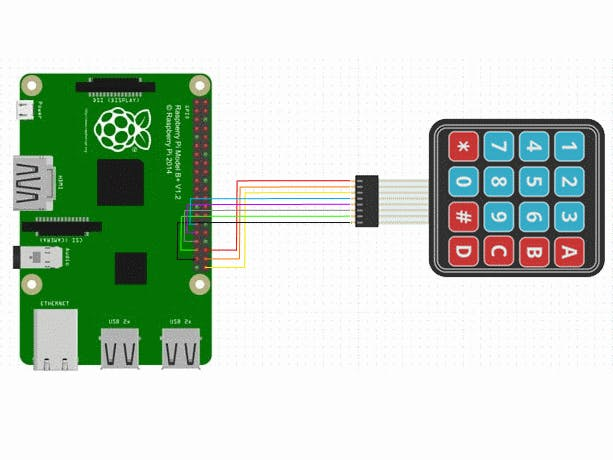 DSI (DISPLAY)
Power
GPIO
Raspberry Pi Model B+ V1.2
© Raspberry Pi 2014
HDMI
CSI (CAMERA)
Audio
ETHERNET
USB 2x
USB 2x
* 7 4 1
0 8 5 2
# 9 6 3
D C B A